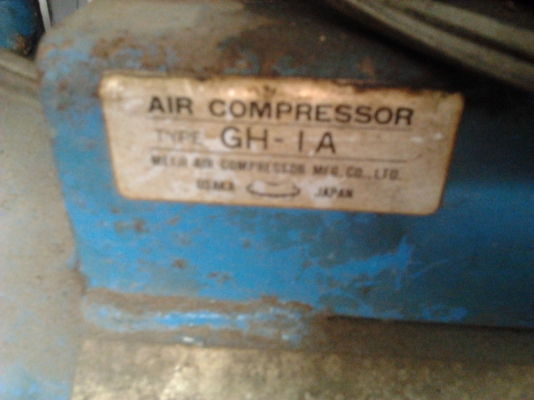 AIR COMPRESSOR
TYPE GH-1A
MEIJI AIR COMPRESSOR MFG. CO., LTD.
OSAKA JAPAN